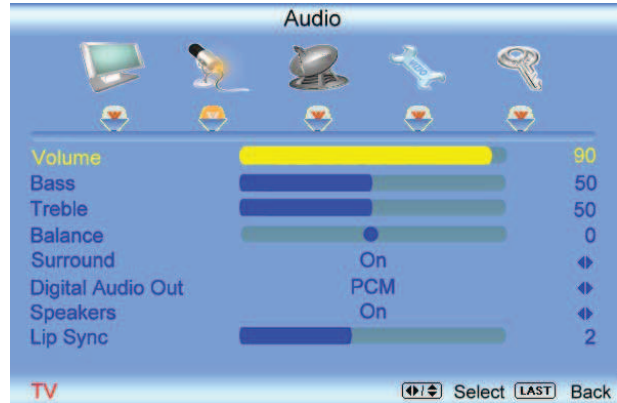 Audio
Volume 90
Bass 50
Treble 50
Balance 0
Surround On
Digital Audio Out PCM
Speakers On
Lip Sync 2
TV Select LAST Back